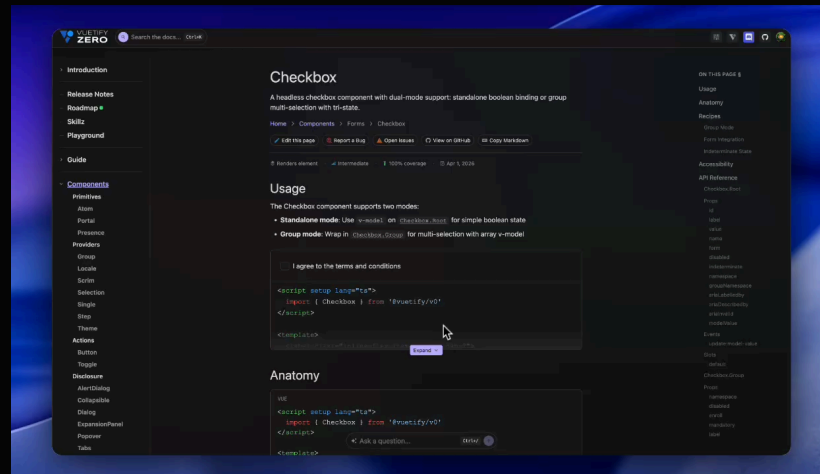 VUETIFY
ZERO
Search the docs... Ctrl+K
Introduction
Release Notes
Roadmap
Skillz
Playground
Guide
Components
Primitives
Atom
Portal
Presence
Providers
Group
Locale
Scrim
Selection
Single
Step
Theme
Actions
Button
Toggle
Disclosure
AlertDialog
Collapsible
Dialog
ExpansionPanel
Popover
Tabs
Checkbox
A headless checkbox component with dual-mode support: standalone boolean binding or group
multi-selection with tri-state.
Home > Components > Forms > Checkbox
Edit this page Report a Bug Open Issues View on GitHub Copy Markdown
Renders element Intermediate 100% coverage Apr 1, 2026
Usage
The Checkbox component supports two modes:
• Standalone mode: Use v-model on Checkbox.Root for simple boolean state
• Group mode: Wrap in Checkbox.Group for multi-selection with array v-model
I agree to the terms and conditions
<script setup lang="ts">
import { Checkbox } from '@vuetify/v0'
</script>
<template>
Expand
Anatomy
VUE
<script setup lang="ts">
import { Checkbox } from '@vuetify/v0'
</script>
Ask a question... Ctrl+/
<template>
ON THIS PAGE
Usage
Anatomy
Recipes
Group Mode
Form Integration
Indeterminate State
Accessibility
API Reference
Checkbox.Root
Props
id
label
value
name
form
disabled
indeterminate
namespace
groupNamespace
ariaLabelledby
ariaDescribedby
ariaInvalid
modelValue
Events
update:model-value
Slots
default
Checkbox.Group
Props
namespace
disabled
enroll
mandatory
label